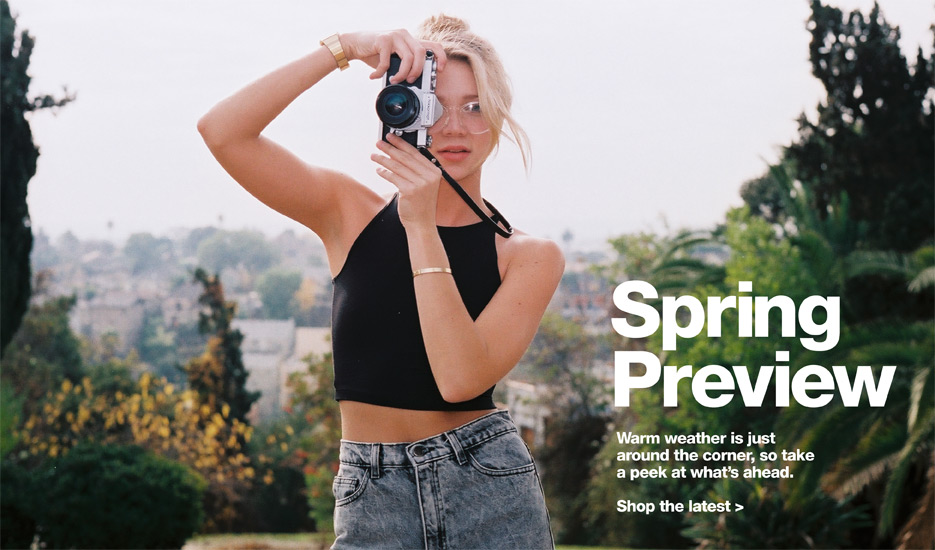 Spring
Preview
Warm weather is just
around the corner, so take
a peek at what's ahead.
Shop the latest >